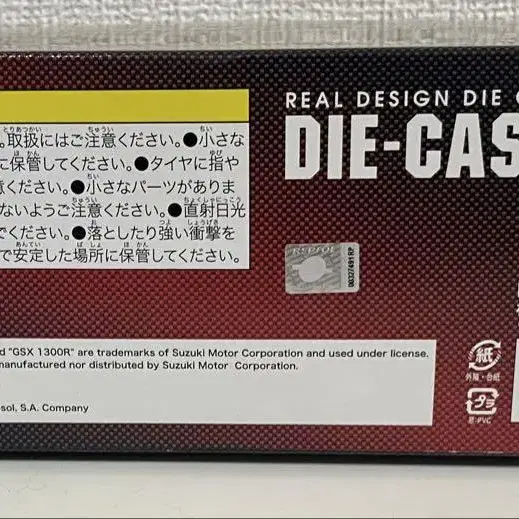 。取扱にはご注意ください。●小さな
に保管してください。●タイヤに指や
意ください。●小さなパーツがありま
ないようご注意ください。●直射日光
でください。●落としたり強い衝撃を
で安定した場所に保管してください。
REAL DESIGN DIE C
DIE-CAS
REPSOL
00327491 RP
d "GSX 1300R" are trademarks of Suzuki Motor Corporation and used under license.
manufactured nor distributed by Suzuki Motor Corporation.
sol, S.A. Company
紙
外箱・台紙
プラ
窓:PVC